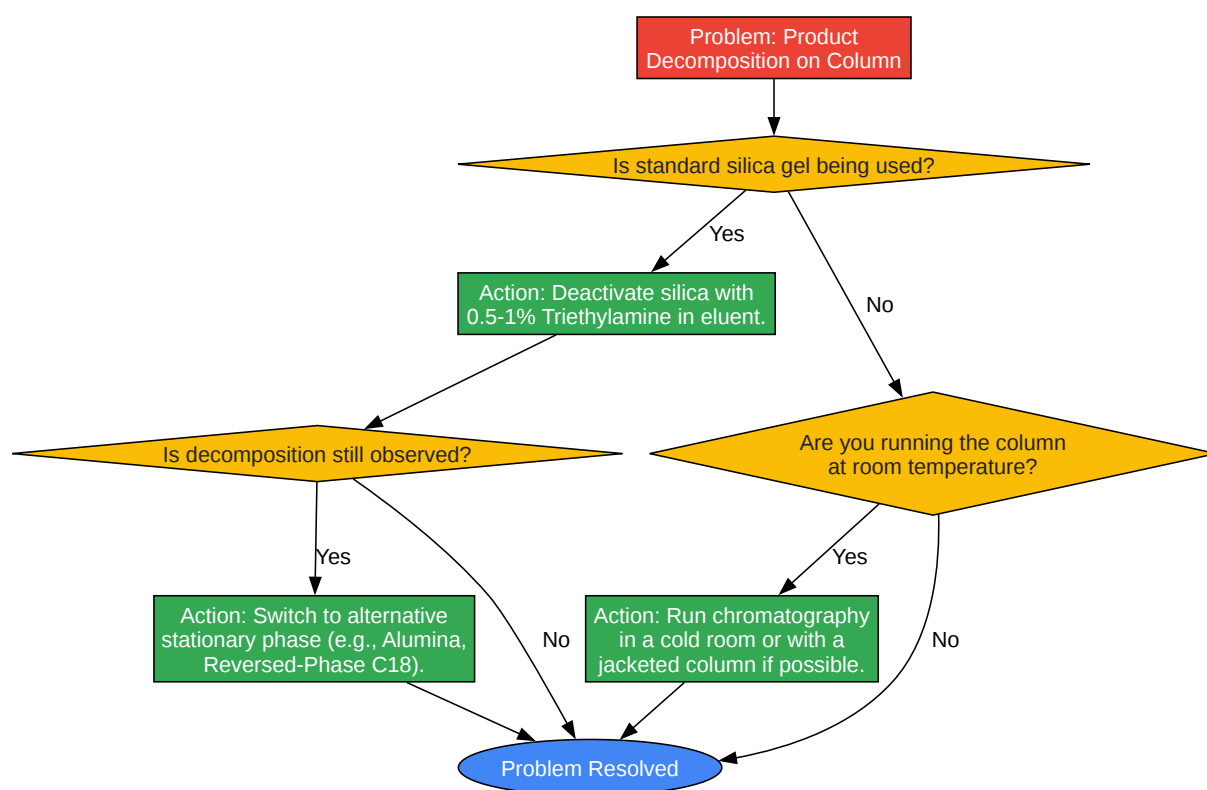 Problem: Product
Decomposition on Column
Is standard silica gel being used?
Yes
No
Action: Deactivate silica with
0.5-1% Triethylamine in eluent.
Is decomposition still observed?
Are you running the column
at room temperature?
Yes
No
Yes
No
Action: Switch to alternative
stationary phase (e.g., Alumina,
Reversed-Phase C18).
Action: Run chromatography
in a cold room or with a
jacketed column if possible.
Problem Resolved